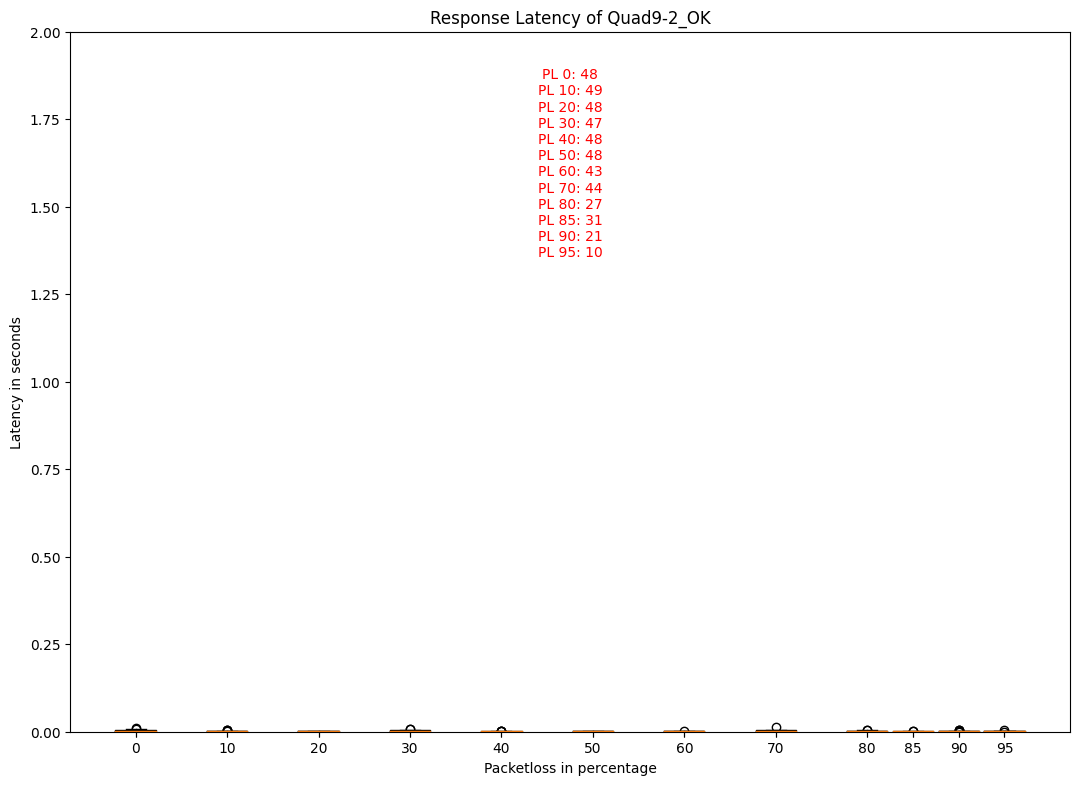 Response Latency of Quad9-2_OK
2.00
1.75
1.50
1.25
1.00
0.75
0.50
0.25
0.00
Latency in seconds
PL 0: 48
PL 10: 49
PL 20: 48
PL 30: 47
PL 40: 48
PL 50: 48
PL 60: 43
PL 70: 44
PL 80: 27
PL 85: 31
PL 90: 21
PL 95: 10
0 10 20 30 40 50 60 70 80 85 90 95
Packetloss in percentage